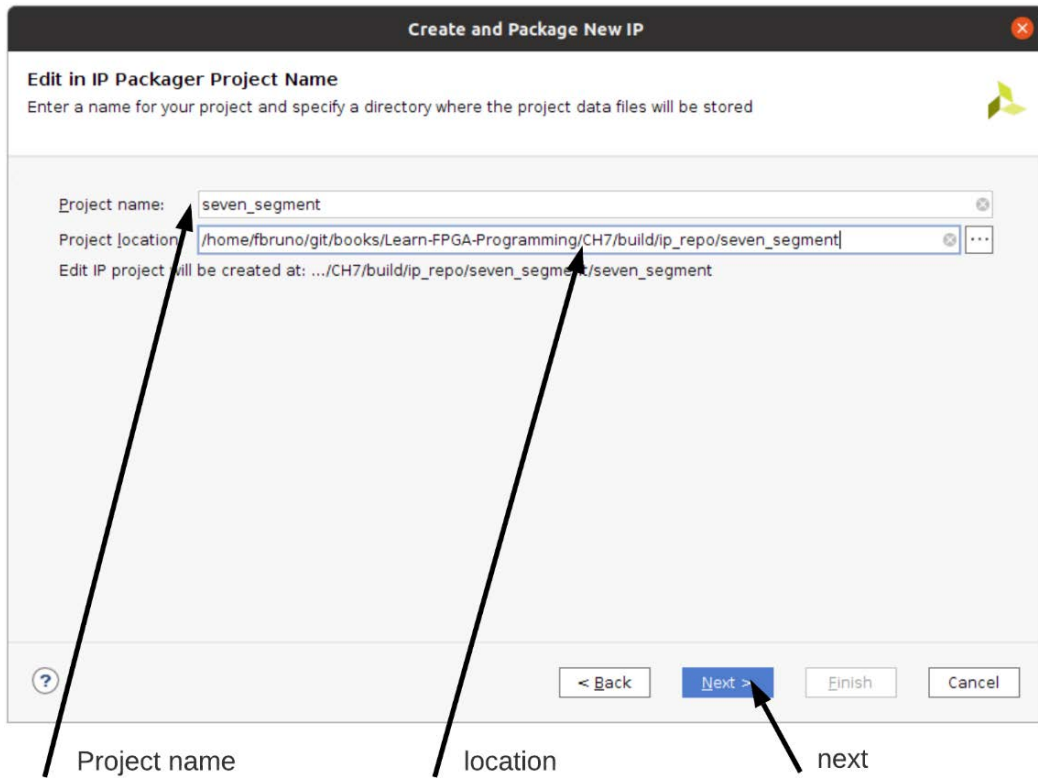 Create and Package New IP
Edit in IP Packager Project Name
Enter a name for your project and specify a directory where the project data files will be stored
Project name: seven_segment
Project location /home/fbruno/git/books/Learn-FPGA-Programming/CH7/build/ip_repo/seven_segment ...
Edit IP project will be created at: .../CH7/build/ip_repo/seven_segment/seven_segment
? < Back Next > Finish Cancel
Project name location next